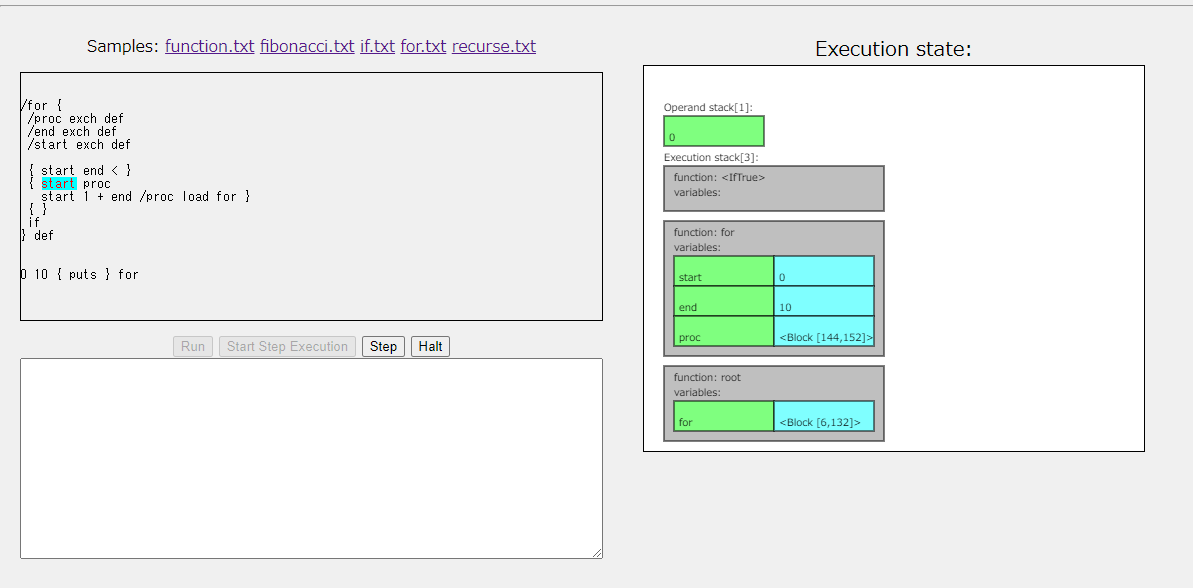 Samples: function.txt fibonacci.txt if.txt for.txt recurse.txt
/for {
/proc exch def
/end exch def
/start exch def
{ start end < }
{ start proc
start 1 + end /proc load for }
{ }
if
} def
0 10 { puts } for
Run Start Step Execution Step Halt
Execution state:
Operand stack[1]:
0
Execution stack[3]:
function: <IfTrue>
variables:
function: for
variables:
start 0
end 10
proc <Block [144,152]>
function: root
variables:
for <Block [6,132]>